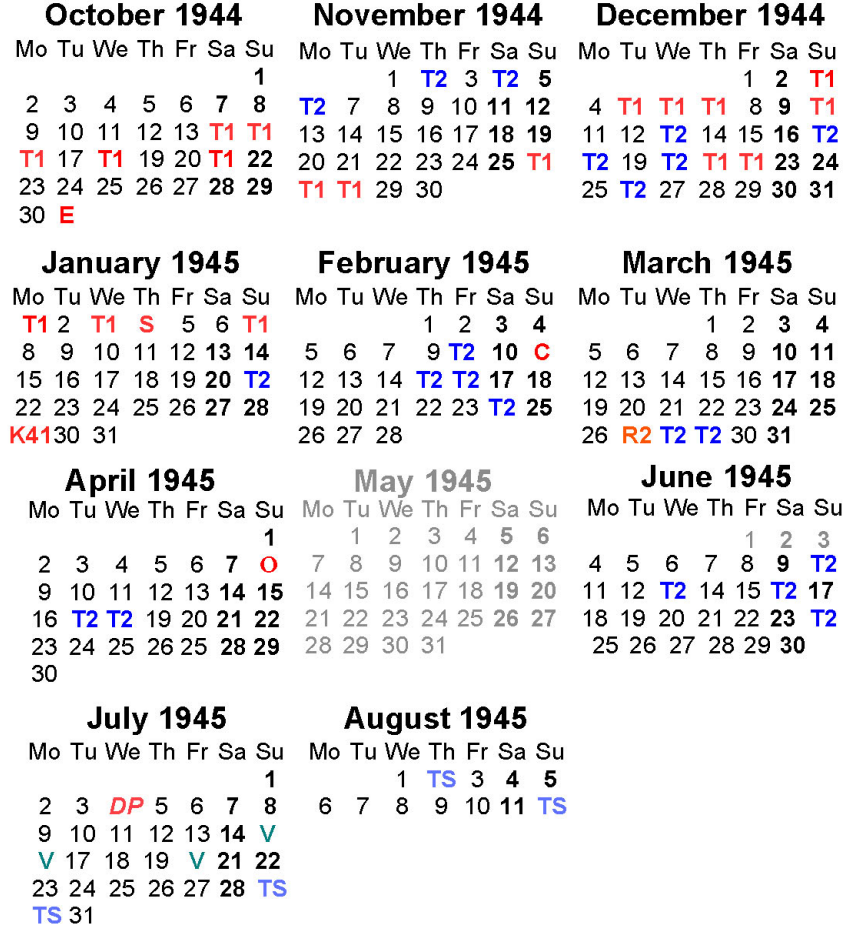 October 1944
Mo Tu We Th Fr Sa Su
1
2 3 4 5 6 7 8
9 10 11 12 13 T1 T1
T1 17 T1 19 20 T1 22
23 24 25 26 27 28 29
30 E
November 1944
Mo Tu We Th Fr Sa Su
1 T2 3 T2 5
T2 7 8 9 10 11 12
13 14 15 16 17 18 19
20 21 22 23 24 25 T1
T1 T1 29 30
December 1944
Mo Tu We Th Fr Sa Su
1 2 T1
4 T1 T1 T1 8 9 T1
11 12 T2 14 15 16 T2
T2 19 T2 T1 T1 23 24
25 T2 27 28 29 30 31
January 1945
Mo Tu We Th Fr Sa Su
T1 2 T1 S 5 6 T1
8 9 10 11 12 13 14
15 16 17 18 19 20 T2
22 23 24 25 26 27 28
K41 30 31
February 1945
Mo Tu We Th Fr Sa Su
1 2 3 4
5 6 7 9 T2 10 C
12 13 14 T2 T2 17 18
19 20 21 22 23 T2 25
26 27 28
March 1945
Mo Tu We Th Fr Sa Su
1 2 3 4
5 6 7 8 9 10 11
12 13 14 15 16 17 18
19 20 21 22 23 24 25
26 R2 T2 T2 30 31
April 1945
Mo Tu We Th Fr Sa Su
1
2 3 4 5 6 7 O
9 10 11 12 13 14 15
16 T2 T2 19 20 21 22
23 24 25 26 25 28 29
30
May 1945
Mo Tu We Th Fr Sa Su
1 2 3 4 5 6
7 8 9 10 11 12 13
14 15 16 17 18 19 20
21 22 23 24 25 26 27
28 29 30 31
June 1945
Mo Tu We Th Fr Sa Su
1 2 3
4 5 6 7 8 9 T2
11 12 T2 14 15 T2 17
18 19 20 21 22 23 T2
25 26 27 28 29 30
July 1945
Mo Tu We Th Fr Sa Su
1
2 3 DP 5 6 7 8
9 10 11 12 13 14 V
V 17 18 19 V 21 22
23 24 25 26 27 28 TS
TS 31
August 1945
Mo Tu We Th Fr Sa Su
1 TS 3 4 5
6 7 8 9 10 11 TS